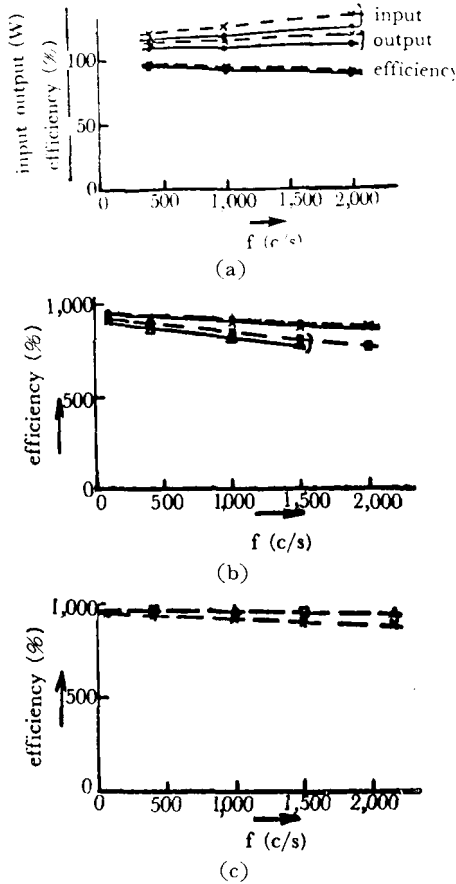 input
output
efficiency
input output (W)
efficiency (%)
100
50
0
500
1,000
1,500
2,000
f (c/s)
(a)
1,000
500
0
efficiency (%)
0
500
1,000
1,500
2,000
f (c/s)
(b)
1,000
500
0
efficiency (%)
0
500
1,000
1,500
2,000
f (c/s)
(c)